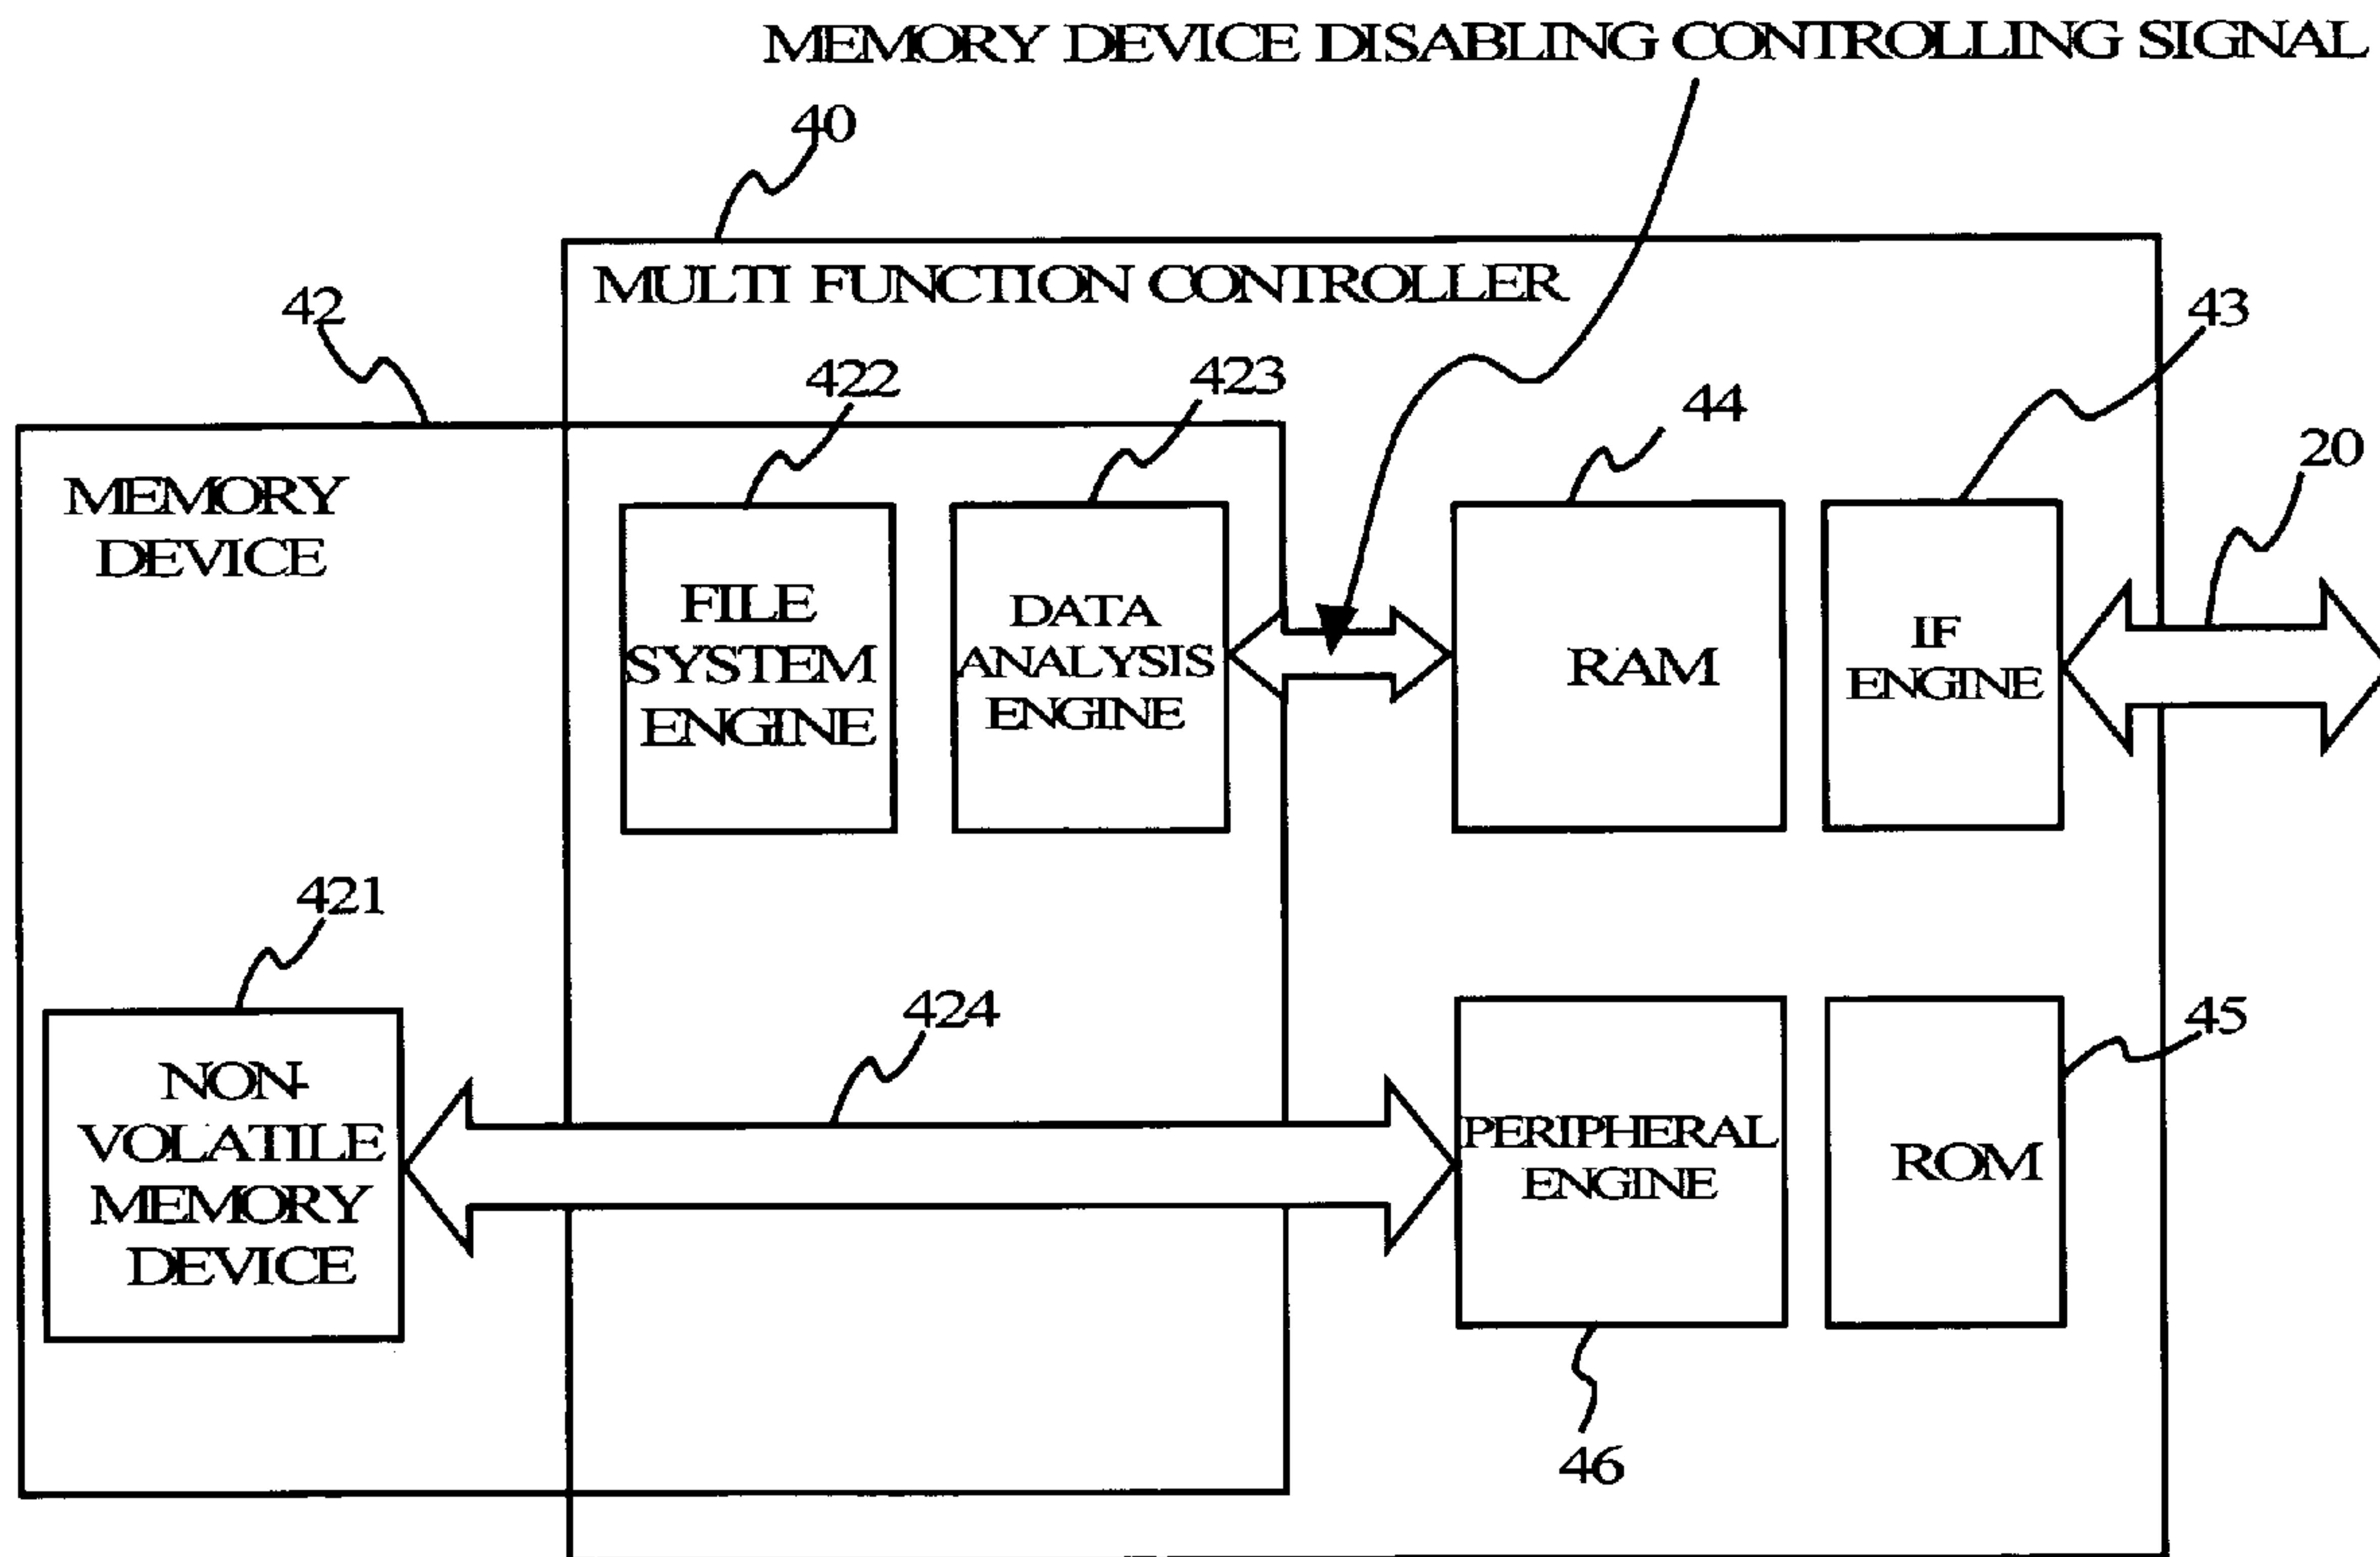 MEMORY DEVICE DISABLING CONTROLLING SIGNAL
40
MULTI FUNCTION CONTROLLER
42
43
422
423
44
20
MEMORY
DEVICE
FILE
SYSTEM
ENGINE
DATA
ANALYSIS
ENGINE
RAM
IF
ENGINE
421
424
45
NON-
VOLATILE
MEMORY
DEVICE
PERIPHERAL
ENGINE
ROM
46